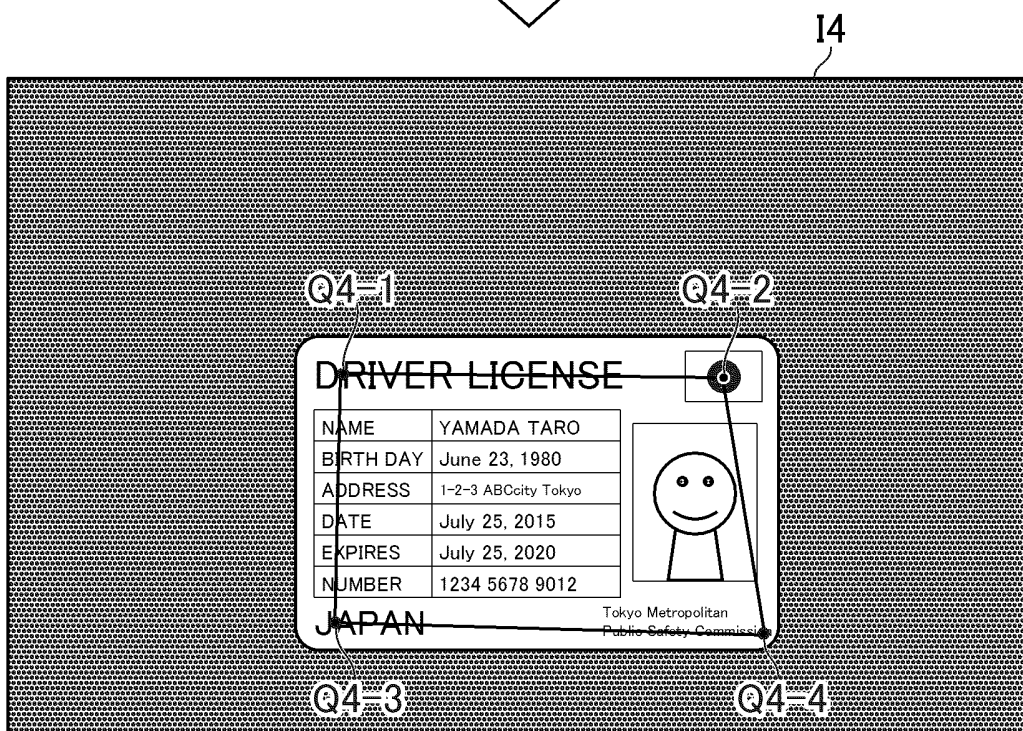 I4
Q4-1
Q4-2
DRIVER LICENSE
NAME YAMADA TARO
BIRTH DAY June 23, 1980
ADDRESS 1-2-3 ABCcity Tokyo
DATE July 25, 2015
EXPIRES July 25, 2020
NUMBER 1234 5678 9012
JAPAN
Tokyo Metropolitan
Public Safety Commissi
Q4-3
Q4-4